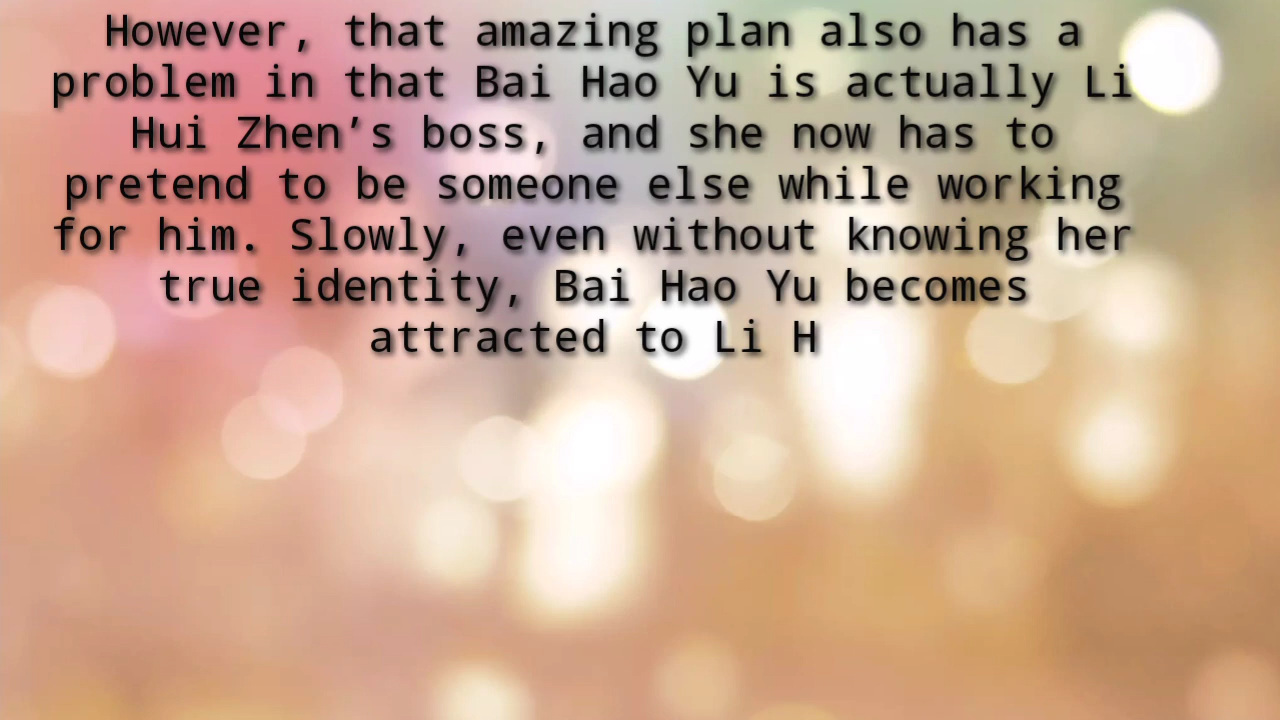 However, that amazing plan also has a
problem in that Bai Hao Yu is actually Li
Hui Zhen’s boss, and she now has to
pretend to be someone else while working
for him. Slowly, even without knowing her
true identity, Bai Hao Yu becomes
attracted to Li H